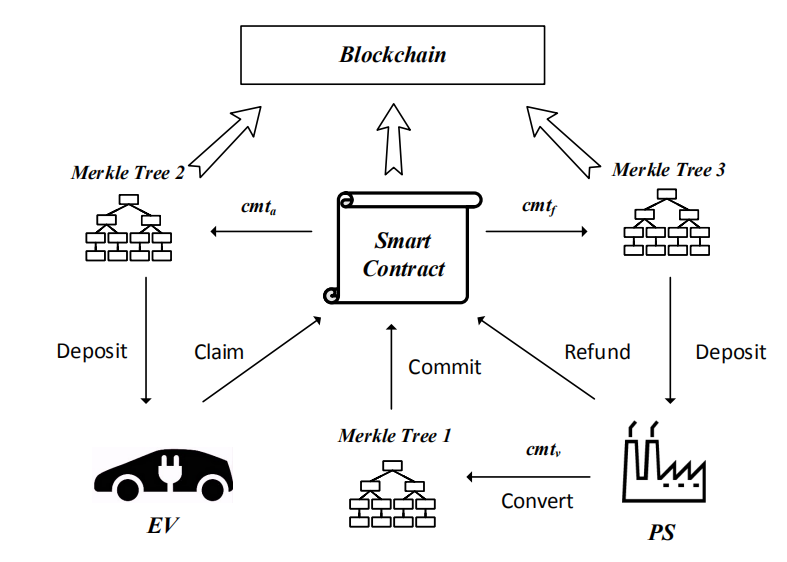 Blockchain
Merkle Tree 2
Merkle Tree 3
cmta
cmtf
Smart
Contract
Deposit
Claim
Commit
Refund
Deposit
Merkle Tree 1
cmtv
Convert
EV
PS